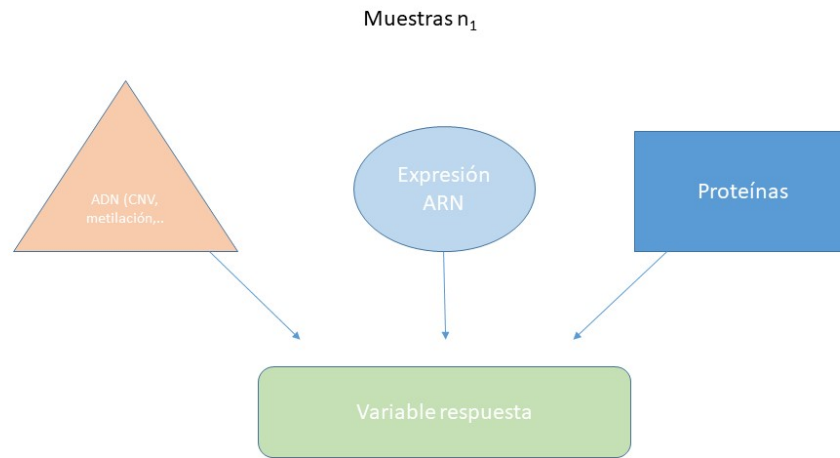 Muestras n₁
ADN (CNV,
metilación,..
Expresión
ARN
Proteínas
Variable respuesta